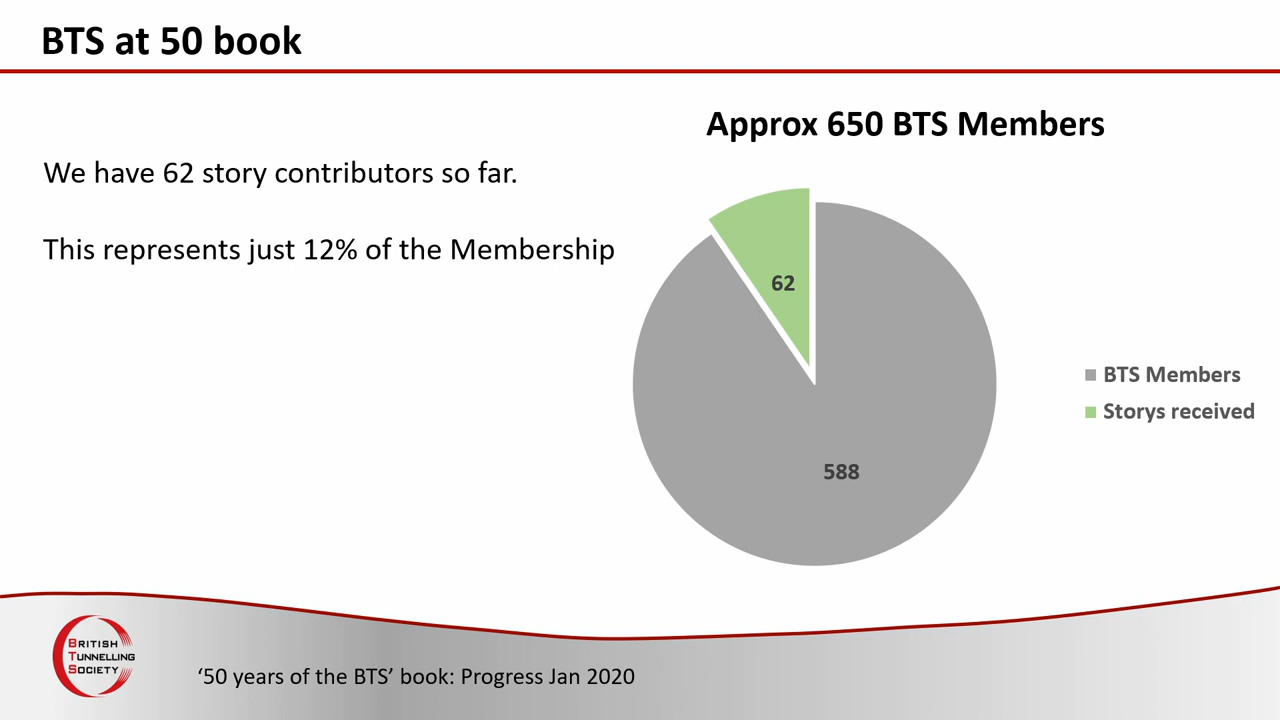 BTS at 50 book
Approx 650 BTS Members
We have 62 story contributors so far.
This represents just 12% of the Membership
62
BTS Members
Storys received
588
BRITISH
TUNNELLING
SOCIETY
‘50 years of the BTS’ book: Progress Jan 2020